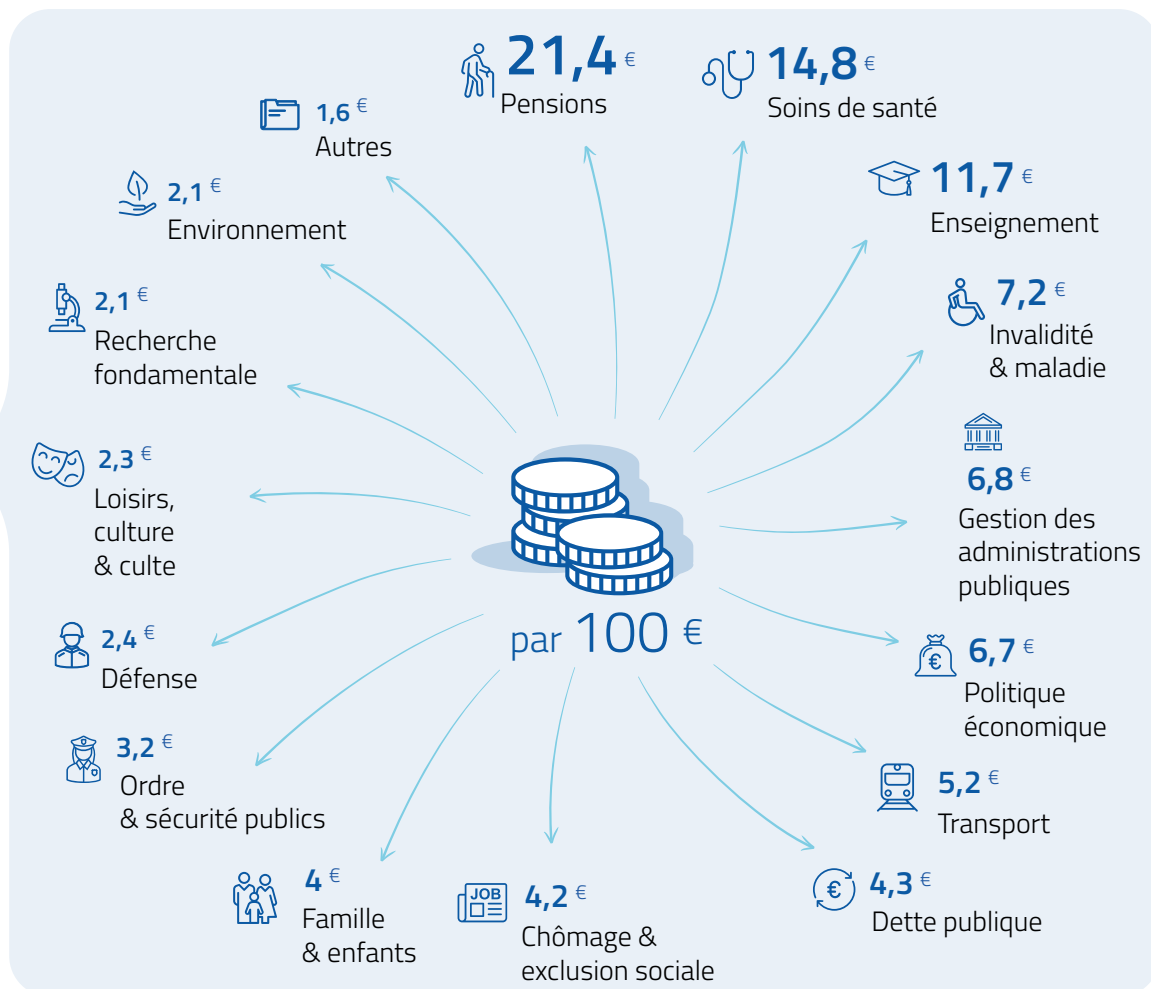 21,4 €
Pensions
14,8 €
Soins de santé
11,7 €
Enseignement
7,2 €
Invalidité
& maladie
6,8 €
Gestion des
administrations
publiques
6,7 €
Politique
économique
5,2 €
Transport
4,3 €
Dette publique
JOB
4,2 €
Chômage &
exclusion sociale
4 €
Famille
& enfants
3,2 €
Ordre
& sécurité publics
2,4 €
Défense
2,3 €
Loisirs,
culture
& culte
2,1 €
Recherche
fondamentale
2,1 €
Environnement
1,6 €
Autres
par 100 €
€
€